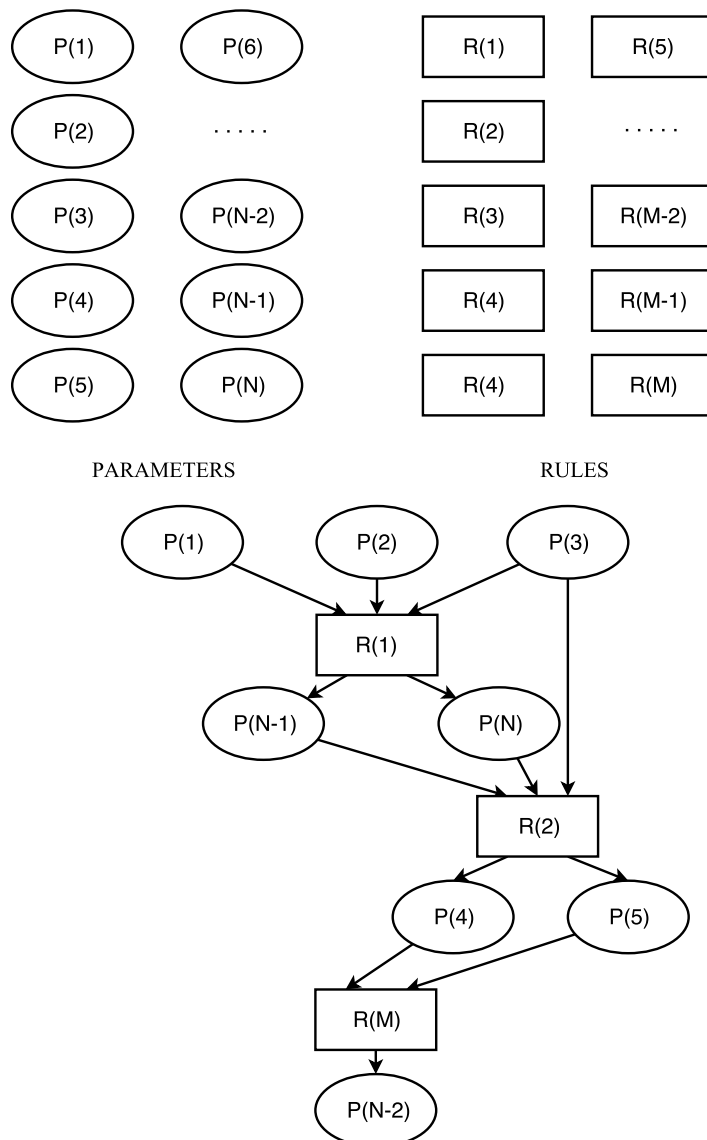 P(1) P(6) R(1) R(5)
P(2) ..... R(2) .....
P(3) P(N-2) R(3) R(M-2)
P(4) P(N-1) R(4) R(M-1)
P(5) P(N) R(4) R(M)
PARAMETERS RULES
P(1) P(2) P(3)
R(1)
P(N-1) P(N)
R(2)
P(4) P(5)
R(M)
P(N-2)